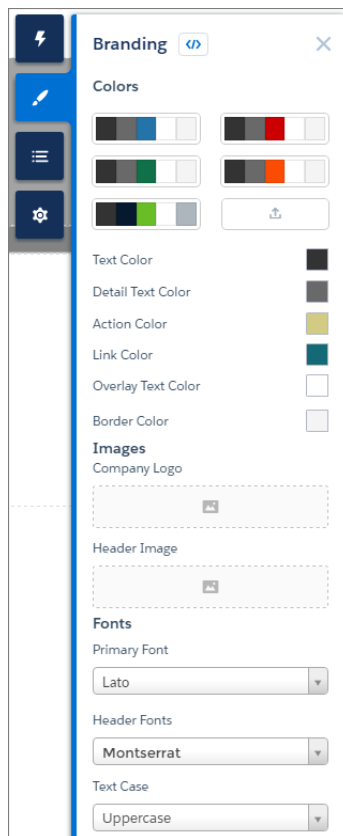 Branding </>
Colors
Text Color
Detail Text Color
Action Color
Link Color
Overlay Text Color
Border Color
Images
Company Logo
Header Image
Fonts
Primary Font
Lato
Header Fonts
Montserrat
Text Case
Uppercase